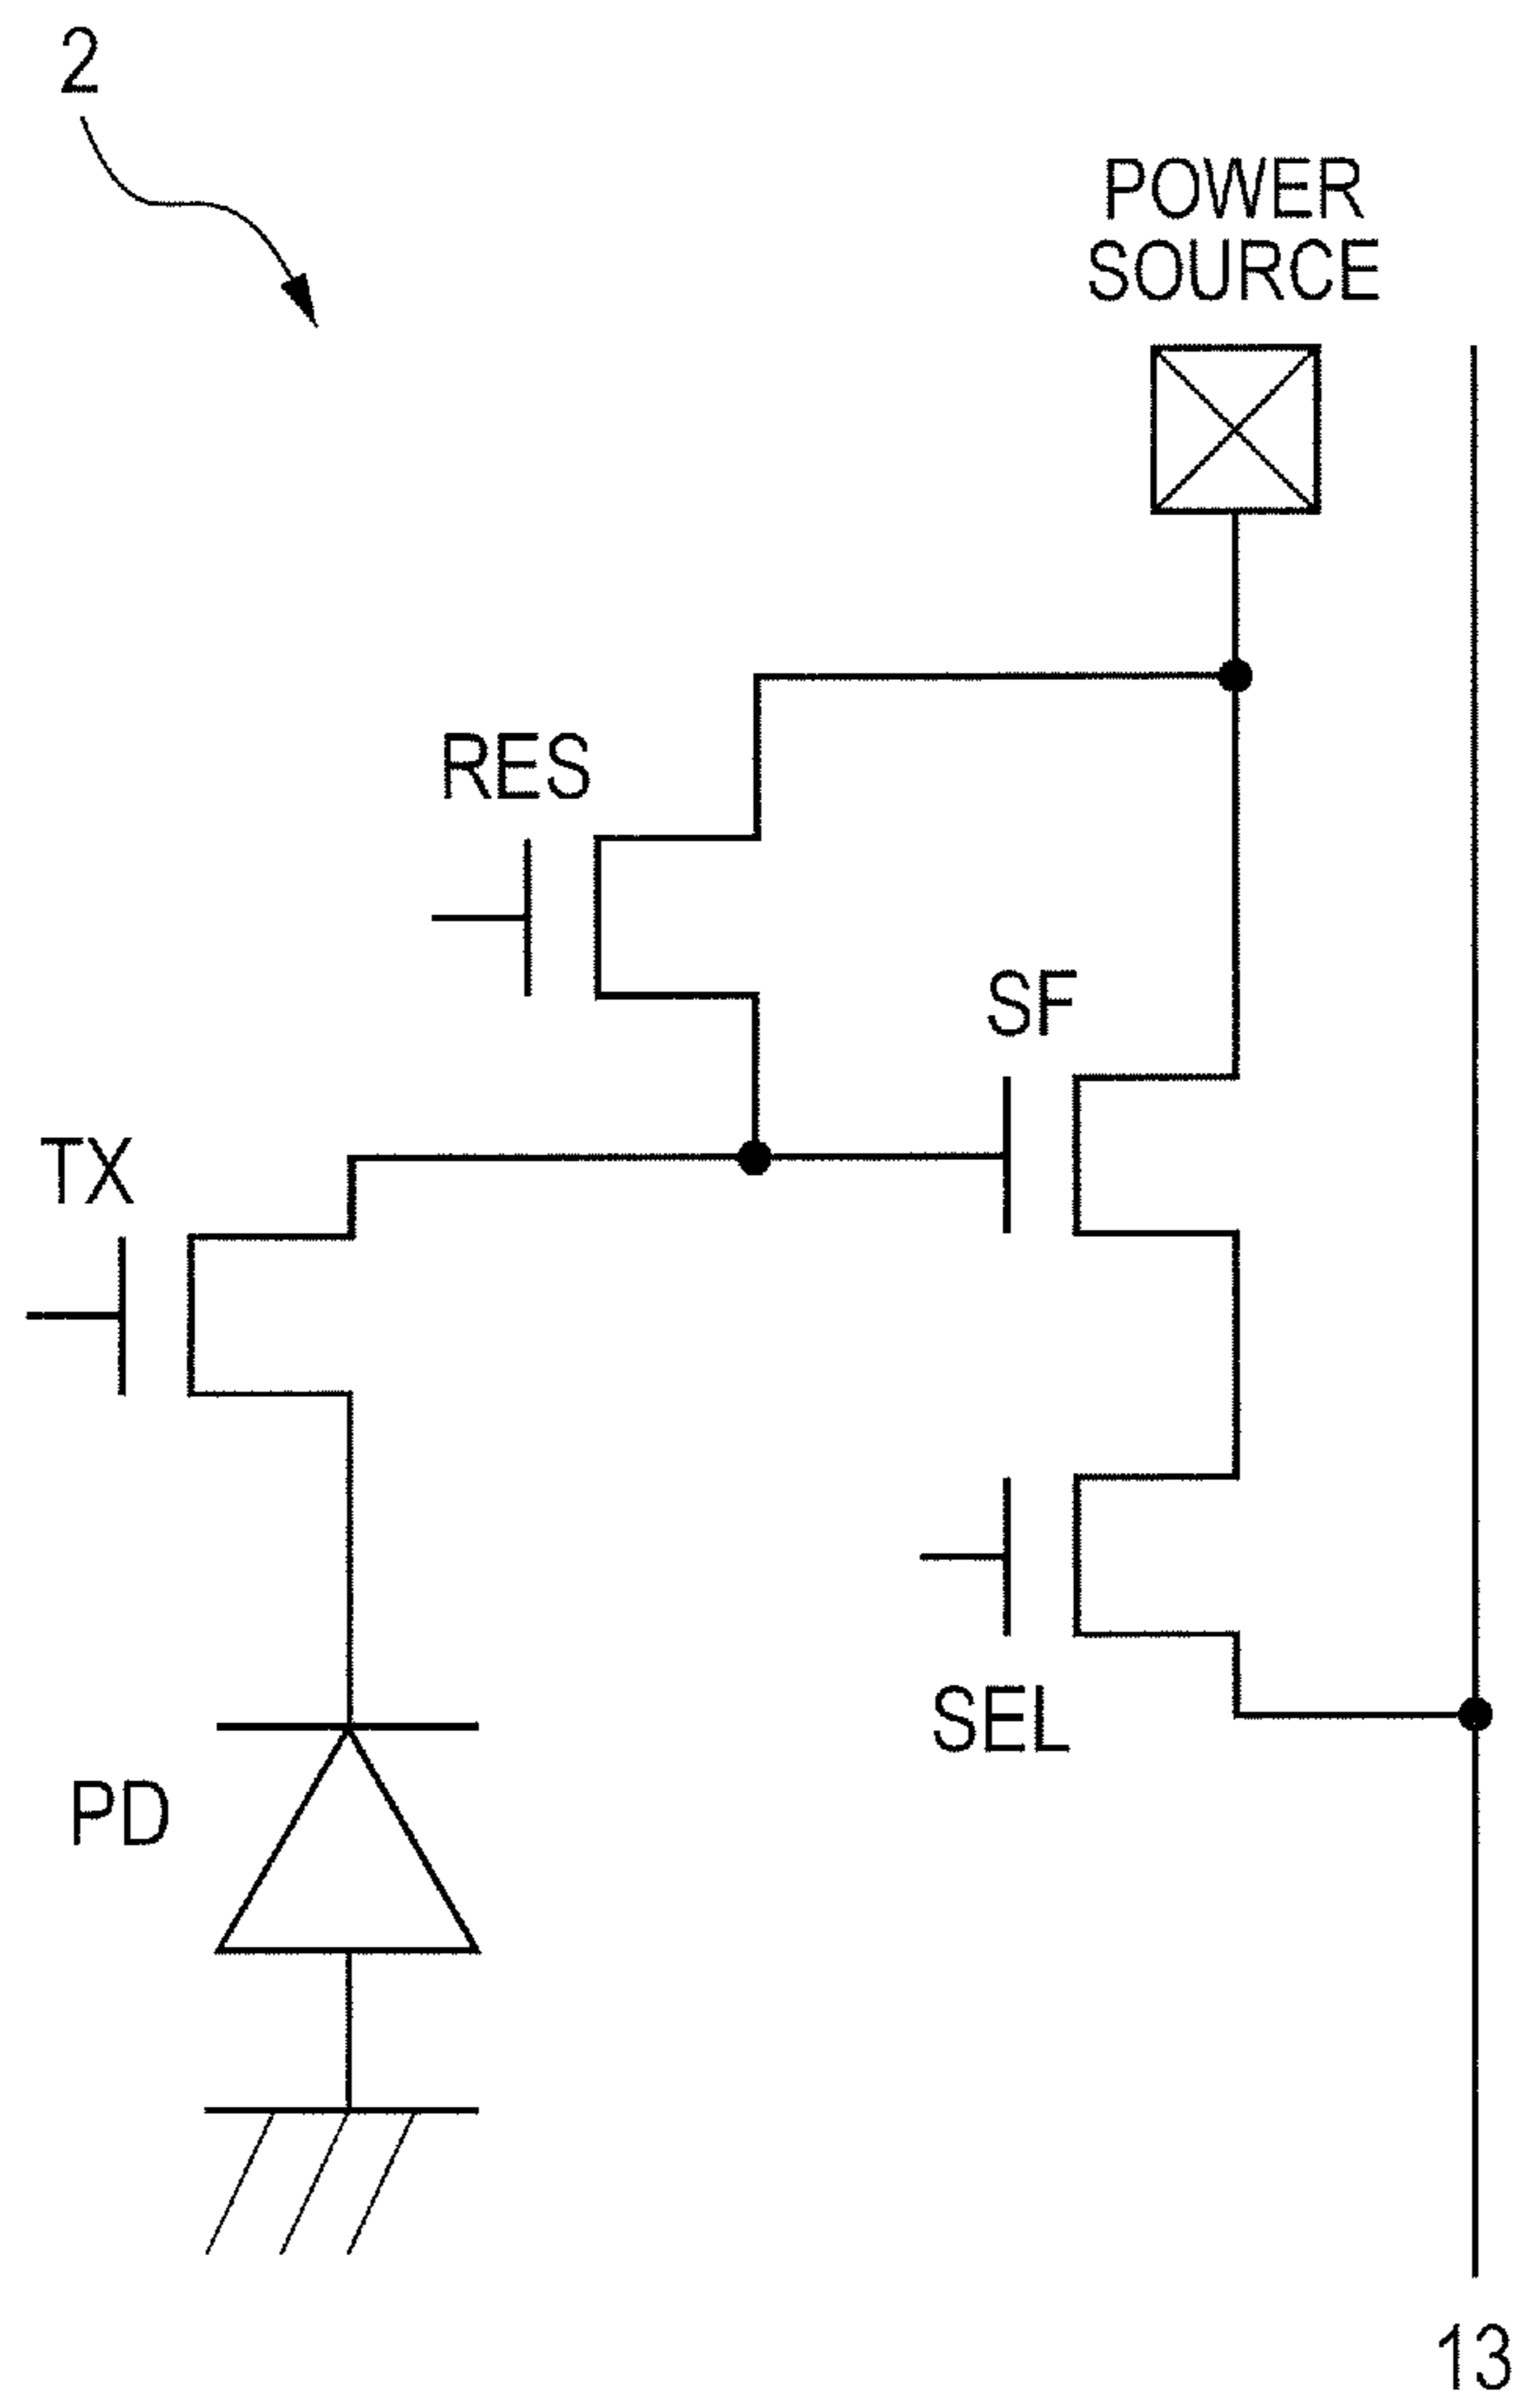 2
POWER
SOURCE
RES
SF
TX
SEL
PD
13